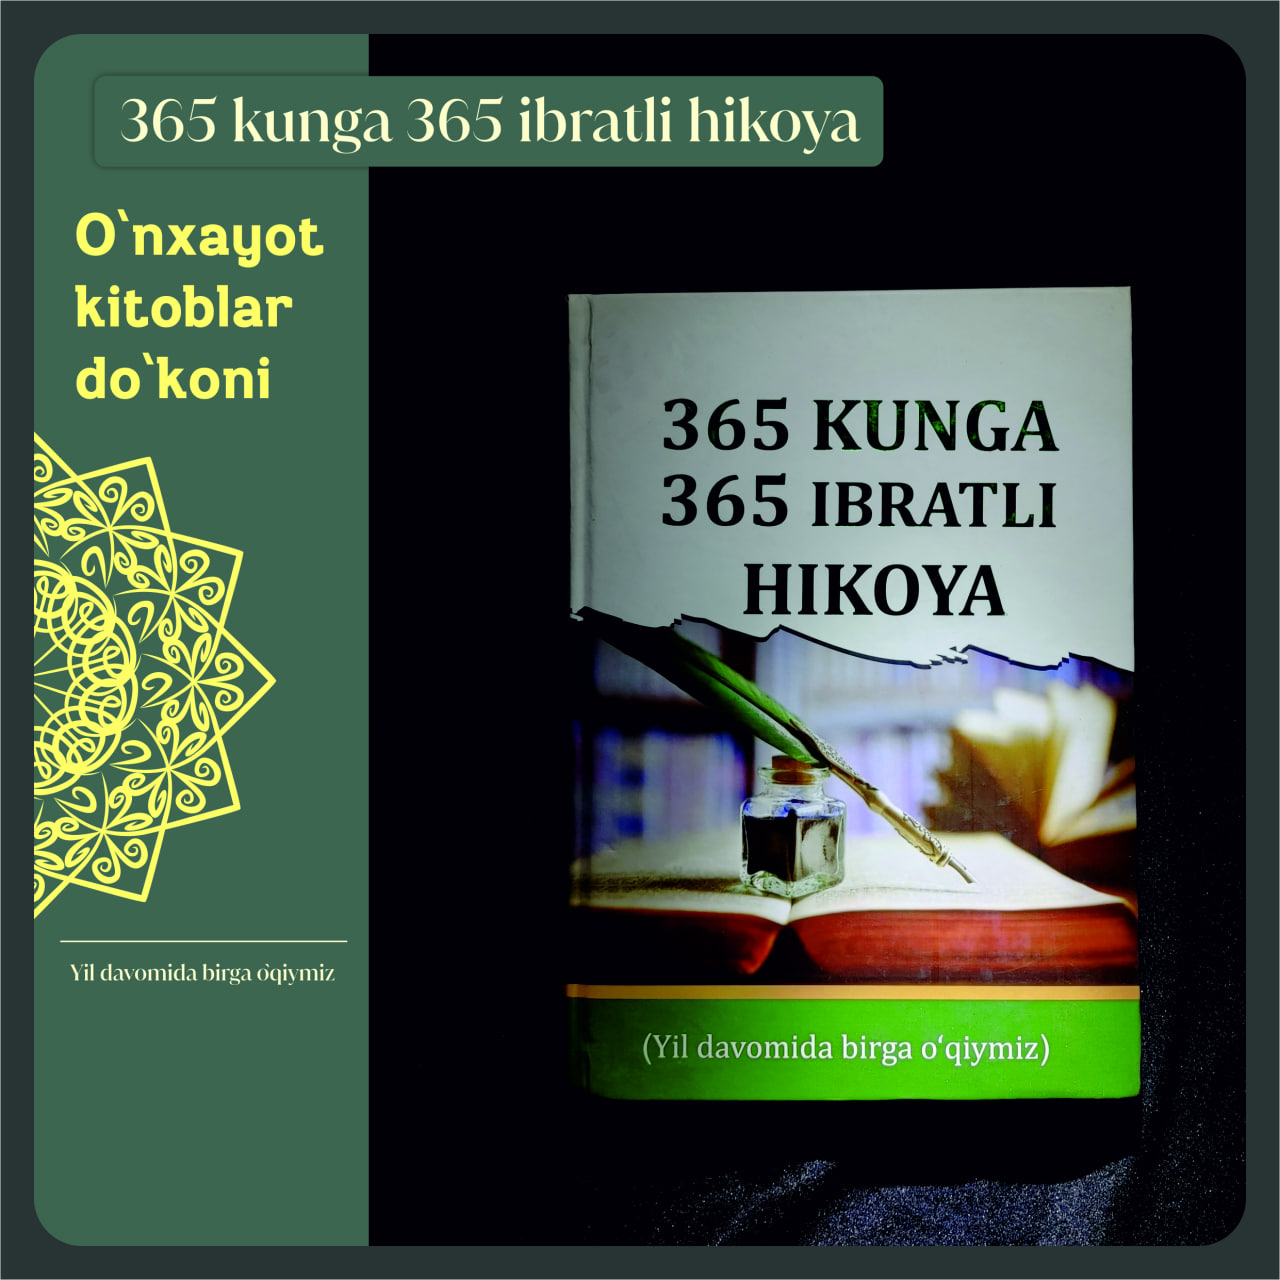 365 kunga 365 ibratli hikoya
O`nxayot
kitoblar
do`koni
Yil davomida birga o`qiymiz
365 KUNGA
365 IBRATLI
HIKOYA
(Yil davomida birga o‘qiymiz)